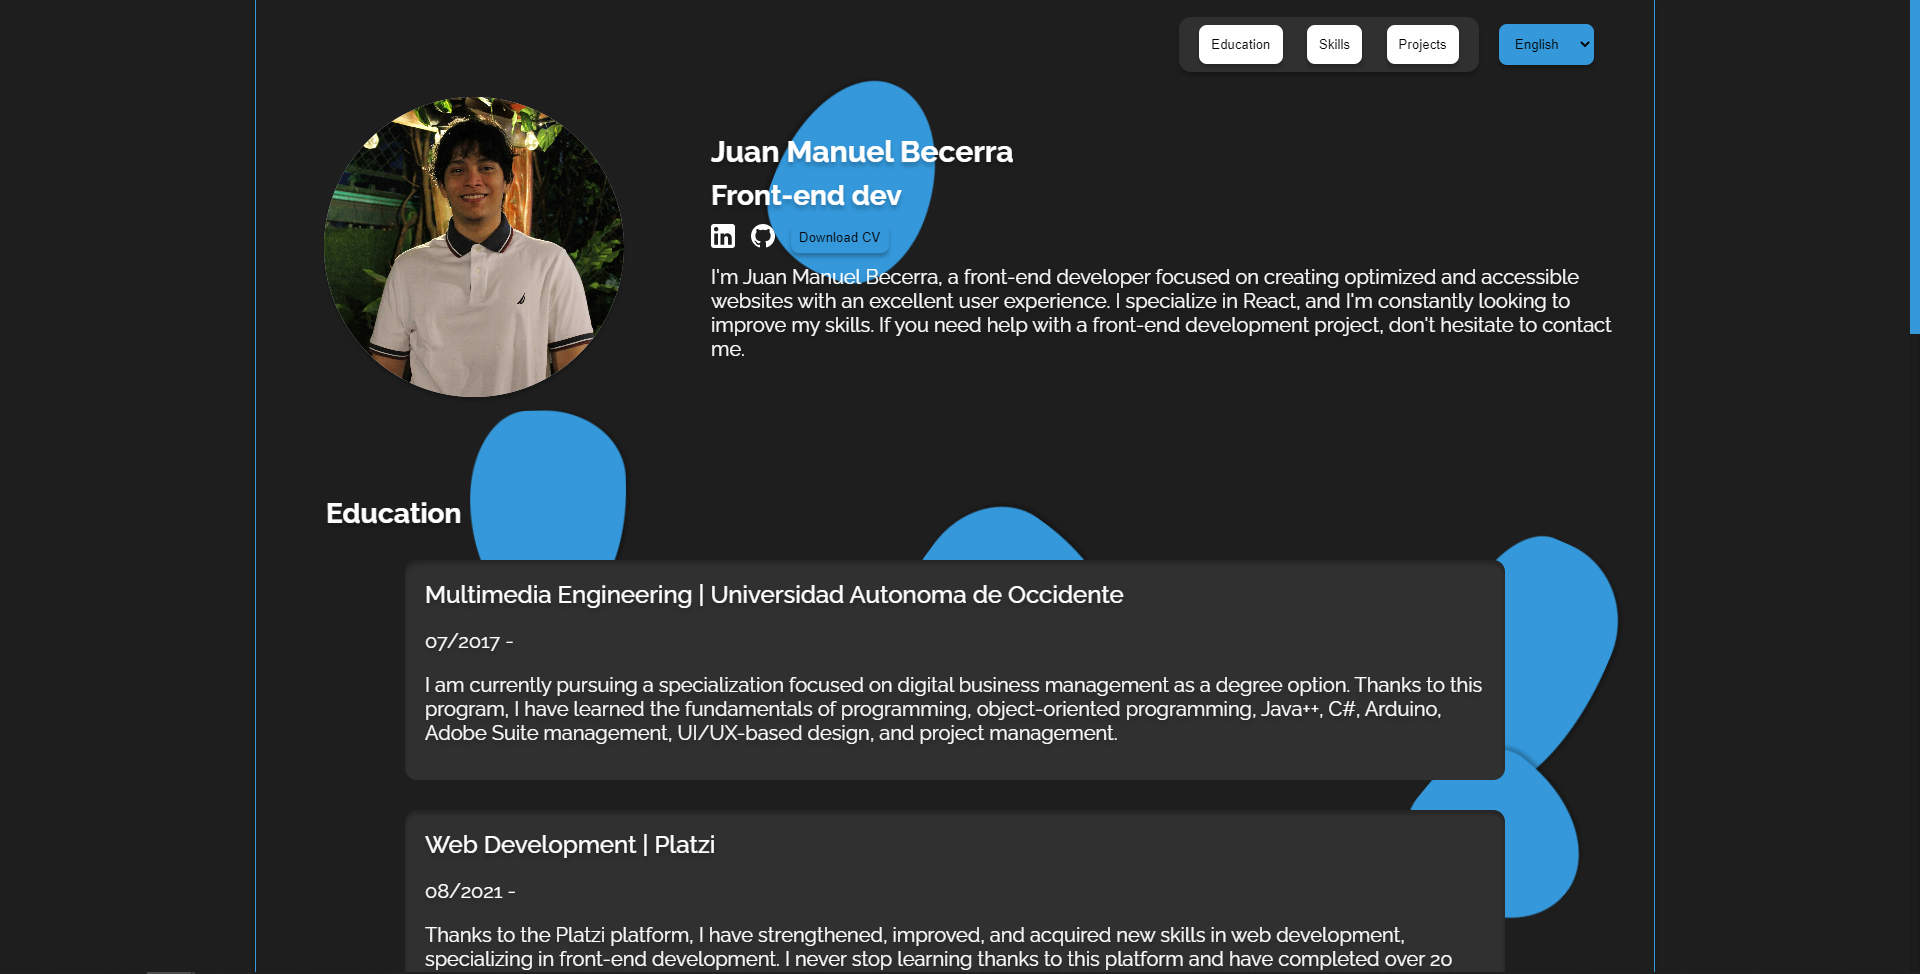 Education Skills Projects English
Juan Manuel Becerra
Front-end dev
in Download CV
I'm Juan Manuel Becerra, a front-end developer focused on creating optimized and accessible
websites with an excellent user experience. I specialize in React, and I'm constantly looking to
improve my skills. If you need help with a front-end development project, don't hesitate to contact
me.
Education
Multimedia Engineering | Universidad Autonoma de Occidente
07/2017 -
I am currently pursuing a specialization focused on digital business management as a degree option. Thanks to this
program, I have learned the fundamentals of programming, object-oriented programming, Java++, C#, Arduino,
Adobe Suite management, UI/UX-based design, and project management.
Web Development | Platzi
08/2021 -
Thanks to the Platzi platform, I have strengthened, improved, and acquired new skills in web development,
specializing in front-end development. I never stop learning thanks to this platform and have completed over 20